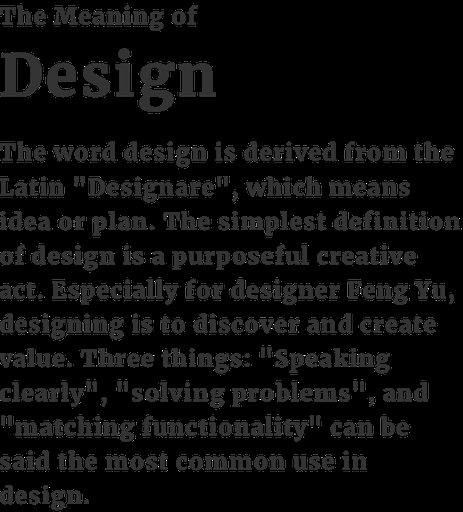 The Meaning of
Design
The word design is derived from the
Latin "Designare", which means
idea or plan. The simplest definition
of design is a purposeful creative
act. Especially for designer Feng Yu,
designing is to discover and create
value. Three things: "Speaking
clearly", "solving problems", and
"matching functionality" can be
said the most common use in
design.